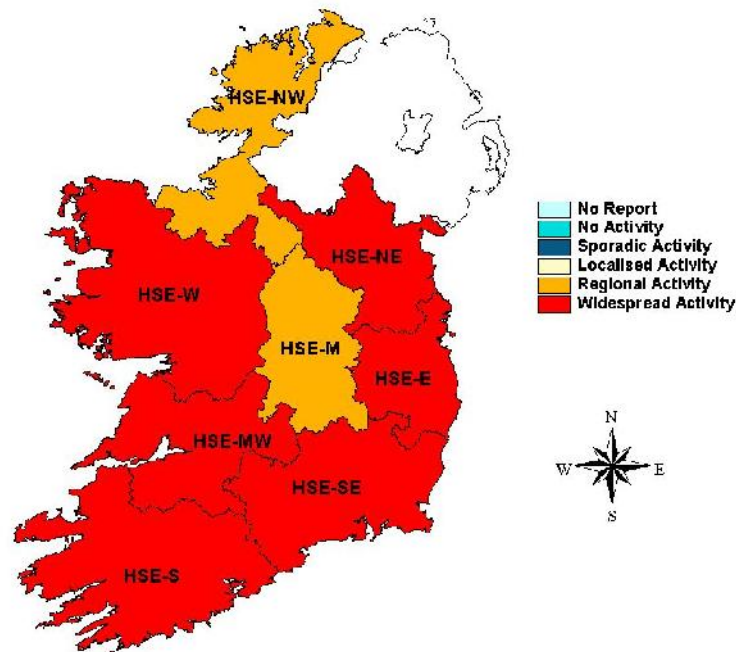 HSE-NW
HSE-NE
HSE-W
HSE-M
HSE-E
HSE-MW
HSE-SE
HSE-S
No Report
No Activity
Sporadic Activity
Localised Activity
Regional Activity
Widespread Activity
N
W E
S